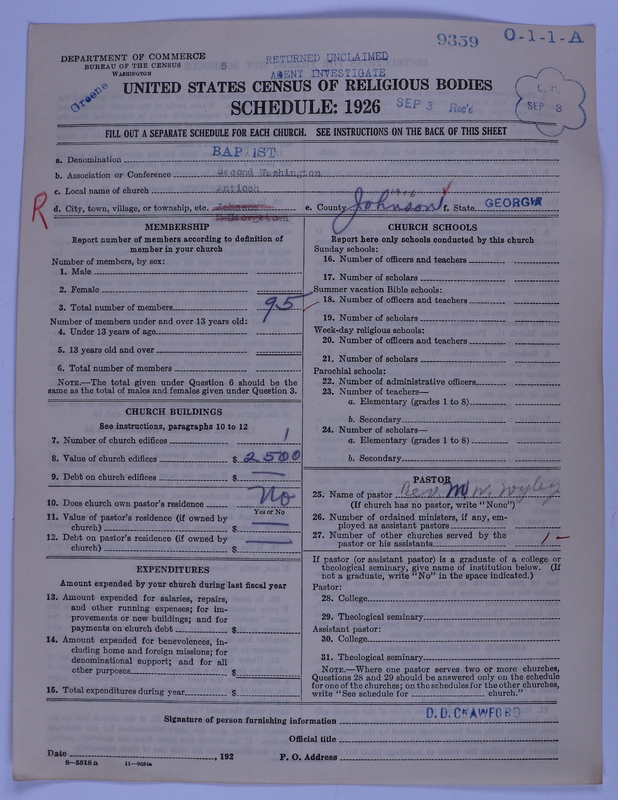 9359 O-1-1-A
DEPARTMENT OF COMMERCE
BUREAU OF THE CENSUS
WASHINGTON
5
RETURNED UNCLAIMED
AGENT INVESTIGATE
Greene
UNITED STATES CENSUS OF RELIGIOUS BODIES
SCHEDULE: 1926
SEP 3 Rec'd
SEP 3
FILL OUT A SEPARATE SCHEDULE FOR EACH CHURCH. SEE INSTRUCTIONS ON THE BACK OF THIS SHEET
a. Denomination BAPTIST
b. Association or Conference Second Washington
c. Local name of church Antioch
R
d. City, town, village, or township, etc. e. County Johnson f. State GEORGIA
MEMBERSHIP
Report number of members according to definition of
member in your church
Number of members, by sex:
1. Male
2. Female
3. Total number of members 95
Number of members under and over 13 years old:
4. Under 13 years of age
5. 13 years old and over
6. Total number of members
NOTE.—The total given under Question 6 should be the
same as the total of males and females given under Question 3.
CHURCH BUILDINGS
See instructions, paragraphs 10 to 12
7. Number of church edifices 1
8. Value of church edifices $ 2500
9. Debt on church edifices $ —
10. Does church own pastor's residence No
Yes or No
11. Value of pastor's residence (if owned by
church) $ —
12. Debt on pastor's residence (if owned by
church) $ —
EXPENDITURES
Amount expended by your church during last fiscal year
13. Amount expended for salaries, repairs,
and other running expenses; for im-
provements or new buildings; and for
payments on church debt $
14. Amount expended for benevolences, in-
cluding home and foreign missions; for
denominational support; and for all
other purposes $
15. Total expenditures during year $
CHURCH SCHOOLS
Report here only schools conducted by this church
Sunday schools:
16. Number of officers and teachers
17. Number of scholars
Summer vacation Bible schools:
18. Number of officers and teachers
19. Number of scholars
Week-day religious schools:
20. Number of officers and teachers
21. Number of scholars
Parochial schools:
22. Number of administrative officers
23. Number of teachers—
a. Elementary (grades 1 to 8)
b. Secondary
24. Number of scholars—
a. Elementary (grades 1 to 8)
b. Secondary
PASTOR
25. Name of pastor Rev. M. W. Wyley
(If church has no pastor, write "None")
26. Number of ordained ministers, if any, em-
ployed as assistant pastors
27. Number of other churches served by the
pastor or his assistants 1 -
If pastor (or assistant pastor) is a graduate of a college or
theological seminary, give name of institution below. (If
not a graduate, write "No" in the space indicated.)
Pastor:
28. College
29. Theological seminary
Assistant pastor:
30. College
31. Theological seminary
NOTE.—Where one pastor serves two or more churches,
Questions 28 and 29 should be answered only on the schedule
for one of the churches; on the schedules for the other churches,
write "See schedule for church."
Signature of person furnishing information D. D. CRAWFORD
Official title
Date , 192 P. O. Address
8—5518a 11—9554a